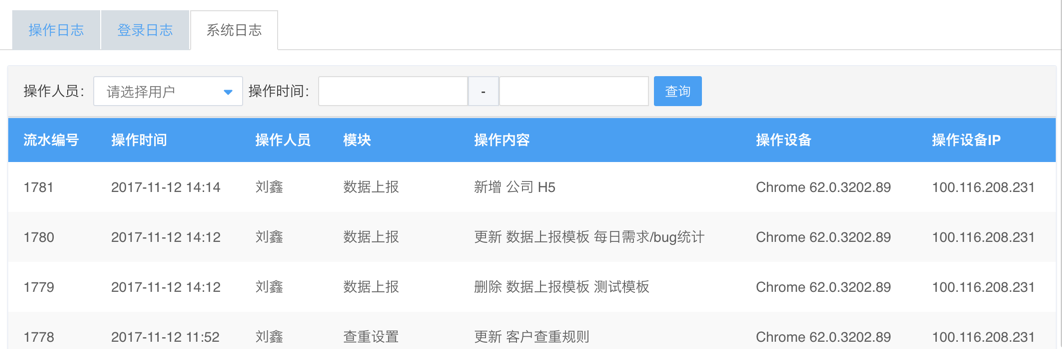 操作日志 登录日志 系统日志
操作人员: 请选择用户 操作时间: - 查询
流水编号 操作时间 操作人员 模块 操作内容 操作设备 操作设备IP
1781 2017-11-12 14:14 刘鑫 数据上报 新增 公司 H5 Chrome 62.0.3202.89 100.116.208.231
1780 2017-11-12 14:12 刘鑫 数据上报 更新 数据上报模板 每日需求/bug统计 Chrome 62.0.3202.89 100.116.208.231
1779 2017-11-12 14:12 刘鑫 数据上报 删除 数据上报模板 测试模板 Chrome 62.0.3202.89 100.116.208.231
1778 2017-11-12 11:52 刘鑫 查重设置 更新 客户查重规则 Chrome 62.0.3202.89 100.116.208.231